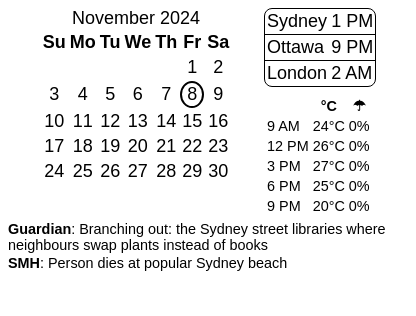 November 2024
Su Mo Tu We Th Fr Sa
1 2
3 4 5 6 7 8 9
10 11 12 13 14 15 16
17 18 19 20 21 22 23
24 25 26 27 28 29 30
Sydney 1 PM
Ottawa 9 PM
London 2 AM
°C ☂
9 AM 24°C 0%
12 PM 26°C 0%
3 PM 27°C 0%
6 PM 25°C 0%
9 PM 20°C 0%
Guardian: Branching out: the Sydney street libraries where
neighbours swap plants instead of books
SMH: Person dies at popular Sydney beach